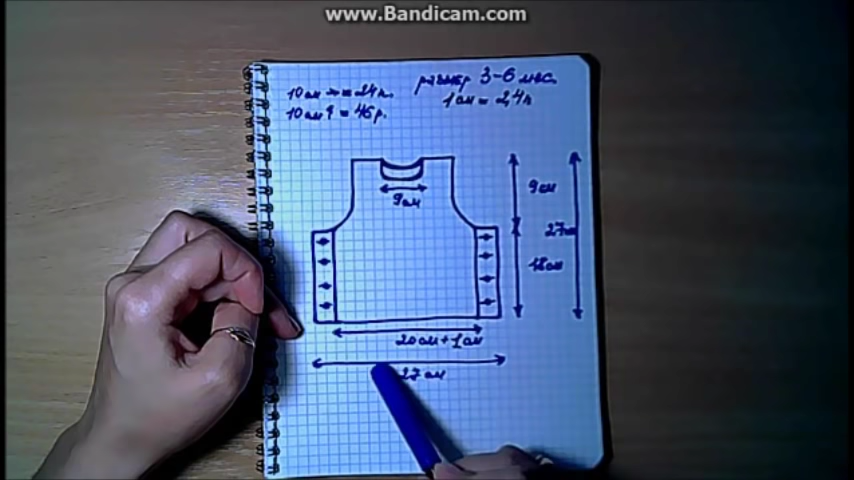 www.Bandicam.com
размер 3-6 мес.
10 см → = 24 п.
1 см = 2,4 п
10 см ↑ = 46 р.
9 см
9 см
27 см
18 см
20 см + 1 см
27 см